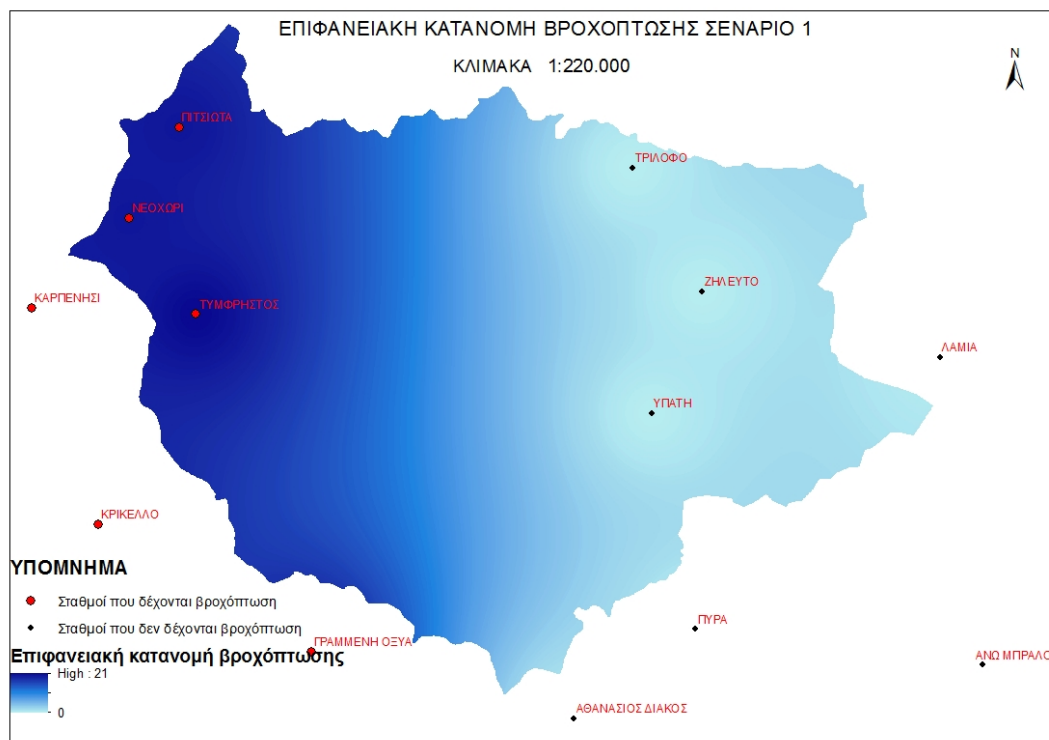 ΕΠΙΦΑΝΕΙΑΚΗ ΚΑΤΑΝΟΜΗ ΒΡΟΧΟΠΤΩΣΗΣ ΣΕΝΑΡΙΟ 1
ΚΛΙΜΑΚΑ 1:220.000
N
ΠΙΤΣΙΩΤΑ
ΤΡΙΛΟΦΟ
ΝΕΟΧΩΡΙ
ΖΗΛΕΥΤΟ
ΚΑΡΠΕΝΗΣΙ
ΤΥΜΦΡΗΣΤΟΣ
ΛΑΜΙΑ
ΥΠΑΤΗ
ΚΡΙΚΕΛΛΟ
ΥΠΟΜΝΗΜΑ
Σταθμοί που δέχονται βροχόπτωση
Σταθμοί που δεν δέχονται βροχόπτωση
ΠΥΡΑ
ΓΡΑΜΜΕΝΗ ΟΞΥΑ
Επιφανειακή κατανομή βροχόπτωσης
ΑΝΩ ΜΠΡΑΛΟ
High : 21
0
ΑΘΑΝΑΣΙΟΣ ΔΙΑΚΟΣ